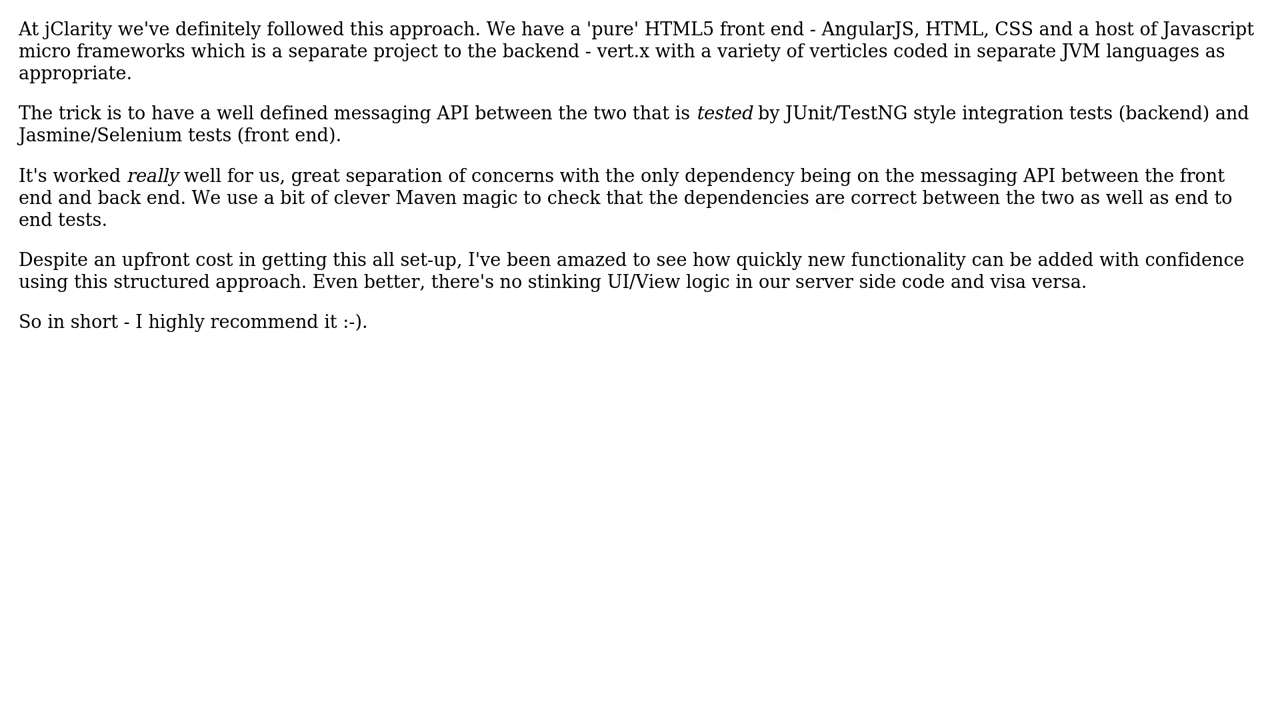 At jClarity we've definitely followed this approach. We have a 'pure' HTML5 front end - AngularJS, HTML, CSS and a host of Javascript
micro frameworks which is a separate project to the backend - vert.x with a variety of verticles coded in separate JVM languages as
appropriate.
The trick is to have a well defined messaging API between the two that is tested by JUnit/TestNG style integration tests (backend) and
Jasmine/Selenium tests (front end).
It's worked really well for us, great separation of concerns with the only dependency being on the messaging API between the front
end and back end. We use a bit of clever Maven magic to check that the dependencies are correct between the two as well as end to
end tests.
Despite an upfront cost in getting this all set-up, I've been amazed to see how quickly new functionality can be added with confidence
using this structured approach. Even better, there's no stinking UI/View logic in our server side code and visa versa.
So in short - I highly recommend it :-).